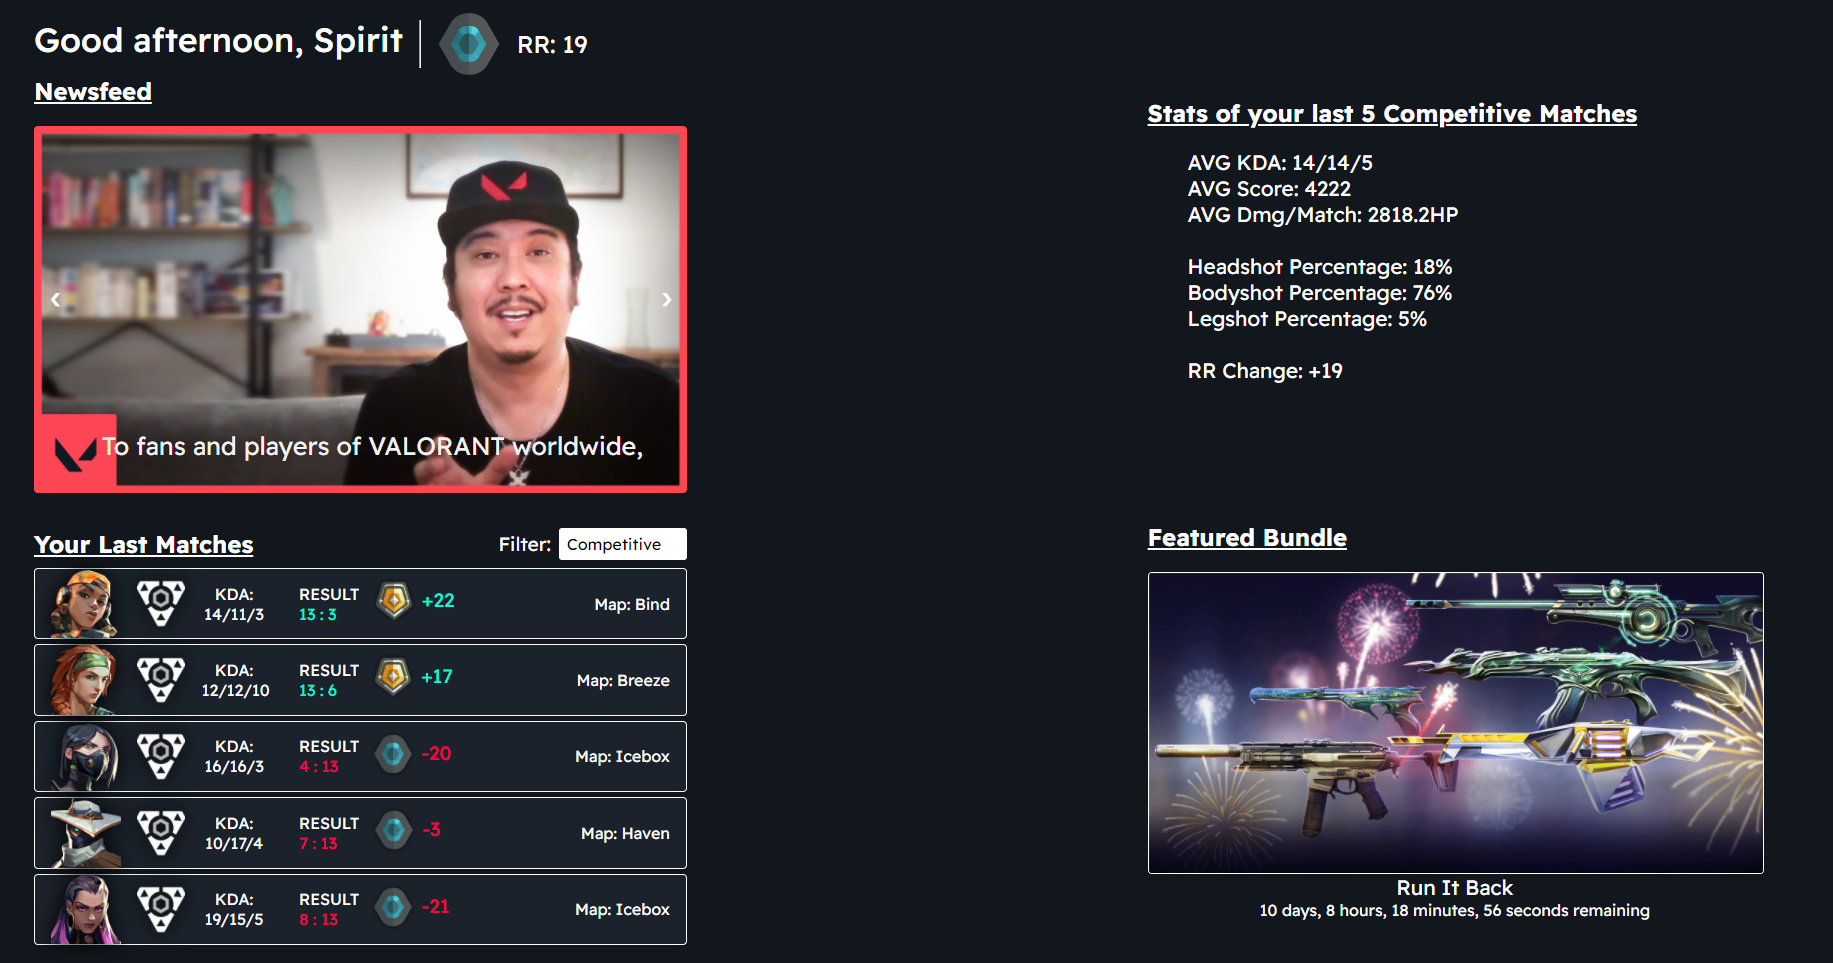 Good afternoon, Spirit
RR: 19
Newsfeed
To fans and players of VALORANT worldwide,
Stats of your last 5 Competitive Matches
AVG KDA: 14/14/5
AVG Score: 4222
AVG Dmg/Match: 2818.2HP
Headshot Percentage: 18%
Bodyshot Percentage: 76%
Legshot Percentage: 5%
RR Change: +19
Your Last Matches
Filter: Competitive
KDA: RESULT
14/11/3 13 : 3 +22 Map: Bind
KDA: RESULT
12/12/10 13 : 6 +17 Map: Breeze
KDA: RESULT
16/16/3 4 : 13 -20 Map: Icebox
KDA: RESULT
10/17/4 7 : 13 -3 Map: Haven
KDA: RESULT
19/15/5 8 : 13 -21 Map: Icebox
Featured Bundle
Run It Back
10 days, 8 hours, 18 minutes, 56 seconds remaining